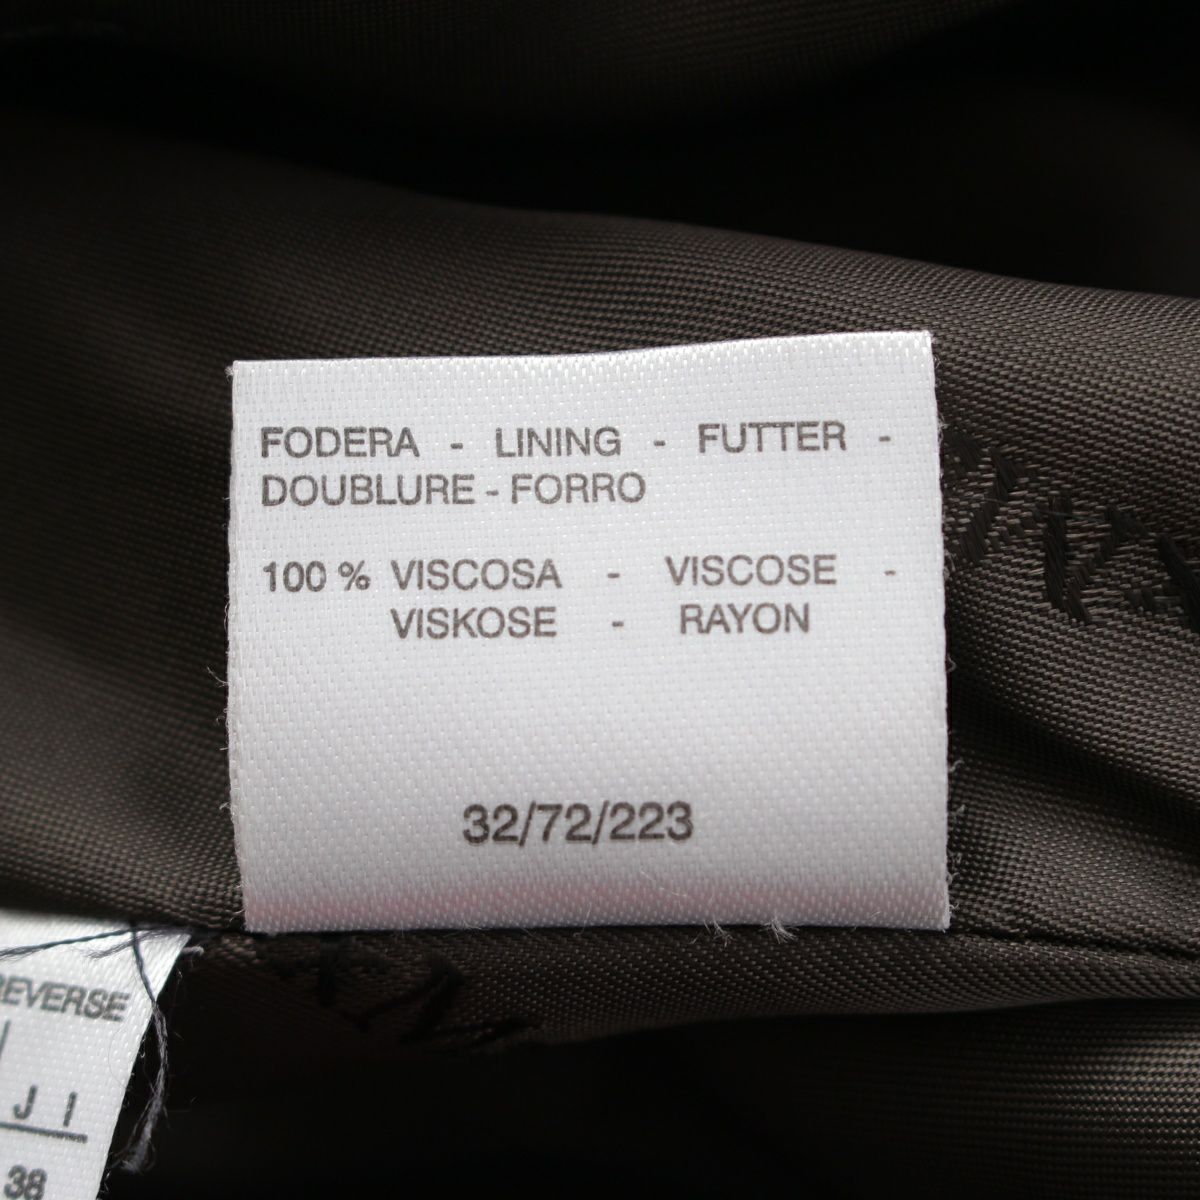 FODERA - LINING - FUTTER -
DOUBLURE - FORRO
100 % VISCOSA - VISCOSE -
VISKOSE - RAYON
32/72/223
REVERSE
J I
38